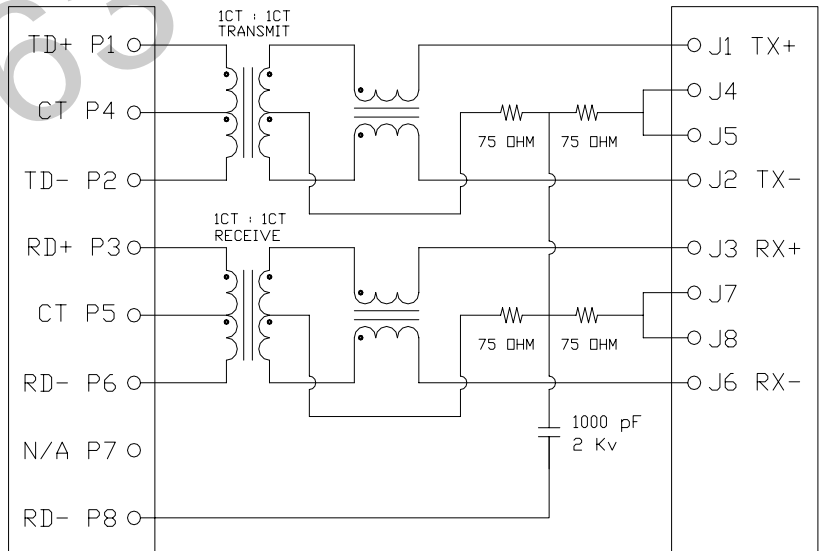 1CT : 1CT
TRANSMIT
TD+ P1
J1 TX+
J4
CT P4
75 OHM
75 OHM
J5
TD- P2
J2 TX-
1CT : 1CT
RECEIVE
RD+ P3
J3 RX+
J7
CT P5
75 OHM
75 OHM
J8
RD- P6
J6 RX-
1000 pF
2 Kv
N/A P7
RD- P8